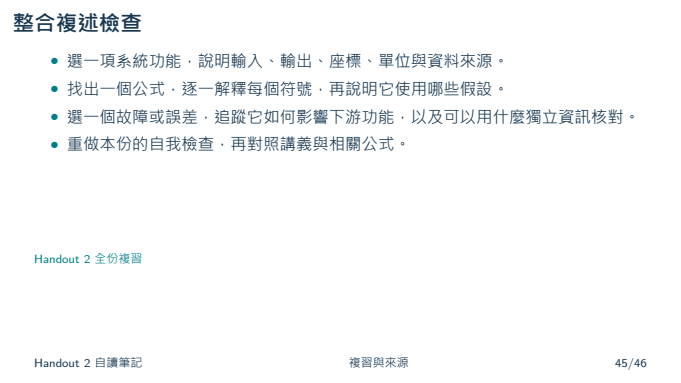 整合複述檢查
• 選一項系統功能，說明輸入、輸出、座標、單位與資料來源。
• 找出一個公式，逐一解釋每個符號，再說明它使用哪些假設。
• 選一個故障或誤差，追蹤它如何影響下游功能，以及可以用什麼獨立資訊核對。
• 重做本份的自我檢查，再對照講義與相關公式。
Handout 2 全份複習
Handout 2 自讀筆記 複習與來源 45/46